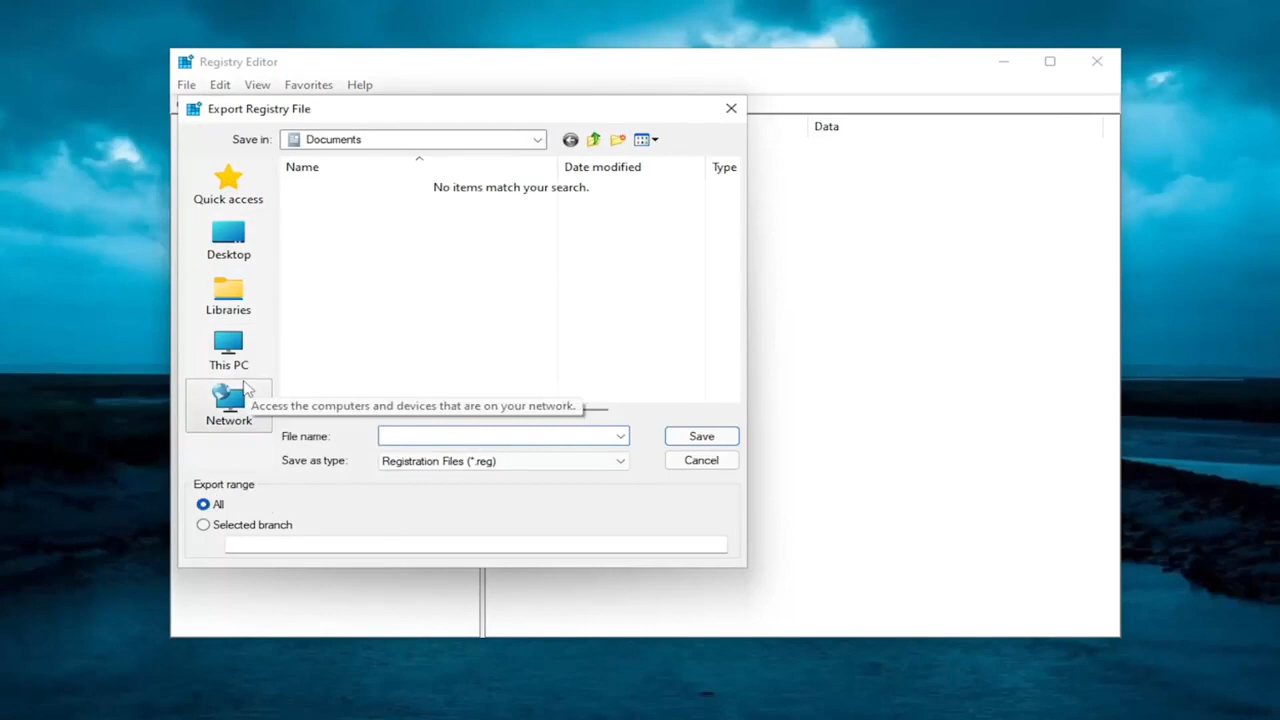 Registry Editor
File Edit View Favorites Help
Export Registry File
Save in: Documents
Data
Name Date modified Type
No items match your search.
Quick access
Desktop
Libraries
This PC
Network
Access the computers and devices that are on your network.
File name: Save
Save as type: Registration Files (*.reg) Cancel
Export range
All
Selected branch